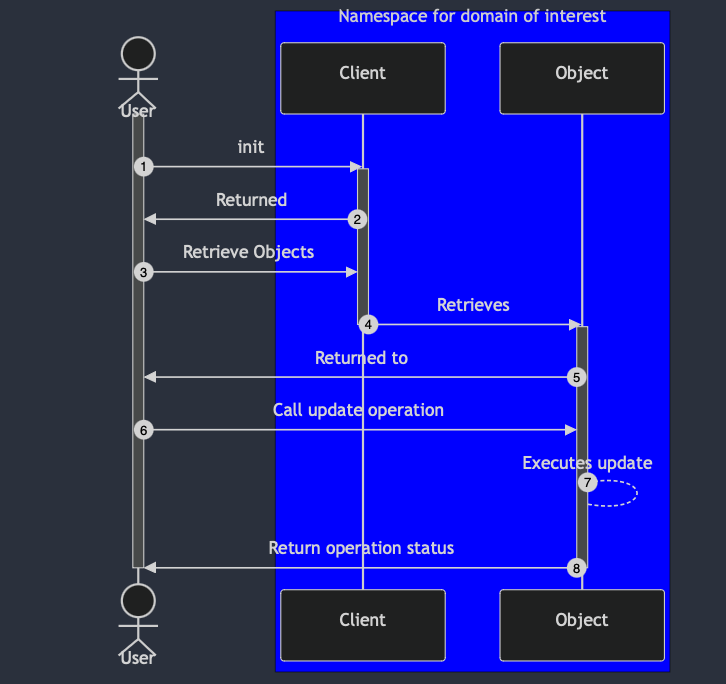 Namespace for domain of interest
Client
Object
User
init
1
Returned
2
Retrieve Objects
3
Retrieves
4
Returned to
5
Call update operation
6
Executes update
7
Return operation status
8
Client
Object
User